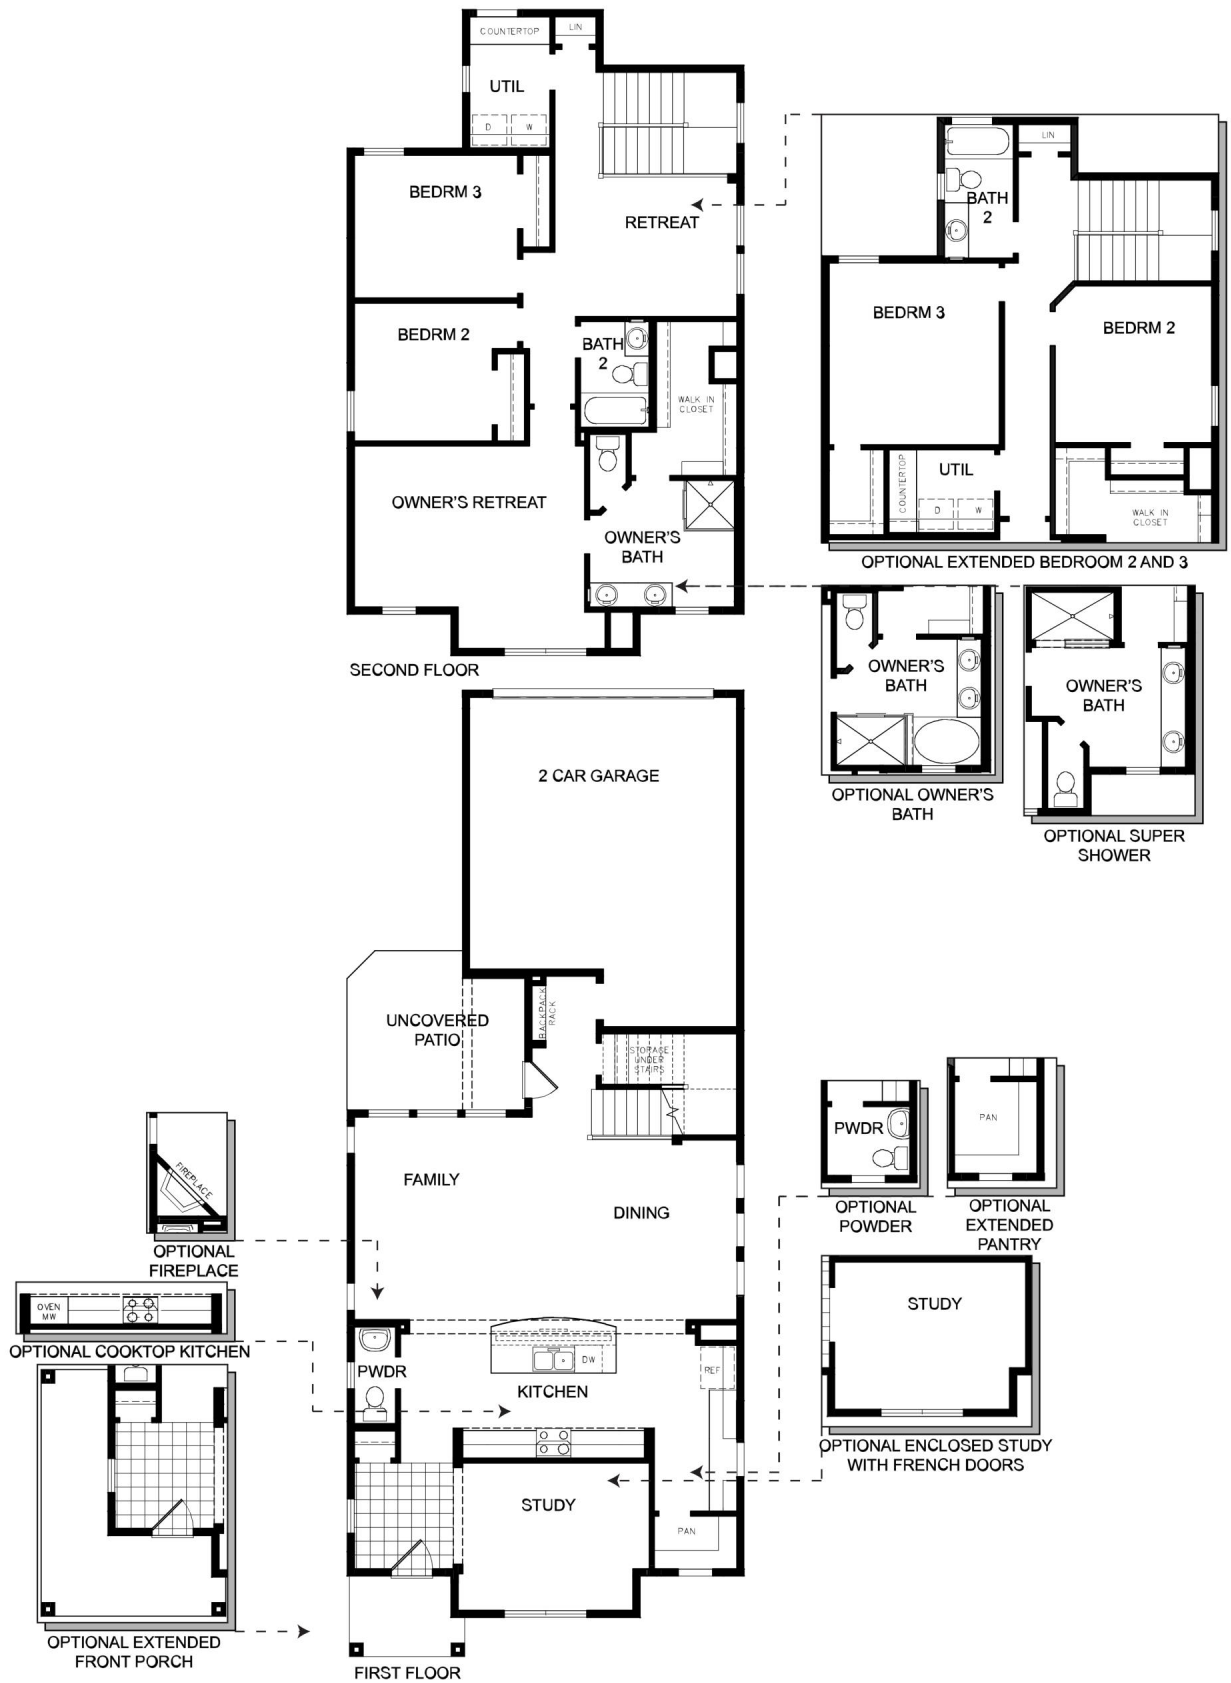 COUNTERTOP
LIN
UTIL
D
W
BEDRM 3
RETREAT
BEDRM 2
BATH
2
WALK IN
CLOSET
OWNER'S RETREAT
OWNER'S
BATH
SECOND FLOOR
LIN
BATH
2
BEDRM 3
BEDRM 2
COUNTERTOP
UTIL
D
W
WALK IN
CLOSET
OPTIONAL EXTENDED BEDROOM 2 AND 3
OWNER'S
BATH
OPTIONAL OWNER'S
BATH
OWNER'S
BATH
OPTIONAL SUPER
SHOWER
2 CAR GARAGE
UNCOVERED
PATIO
BACKPACK
RACK
STORAGE
UNDER
STAIRS
FAMILY
DINING
PWDR
DW
REF
KITCHEN
STUDY
PAN
FIRST FLOOR
FIREPLACE
OPTIONAL
FIREPLACE
OVEN
MW
OPTIONAL COOKTOP KITCHEN
OPTIONAL EXTENDED
FRONT PORCH
PWDR
OPTIONAL
POWDER
PAN
OPTIONAL
EXTENDED
PANTRY
STUDY
OPTIONAL ENCLOSED STUDY
WITH FRENCH DOORS